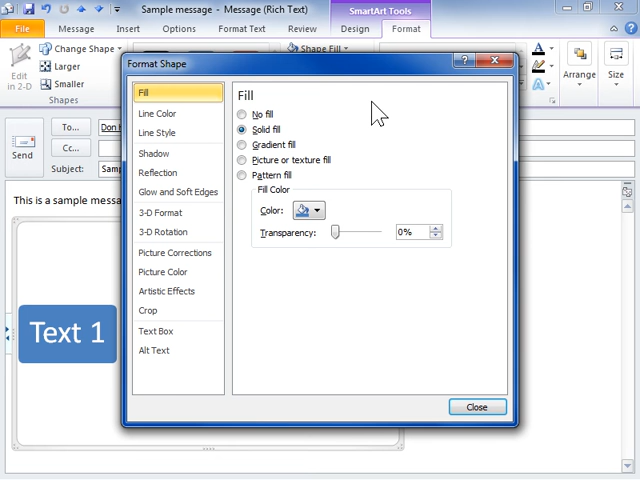 Sample message - Message (Rich Text)
SmartArt Tools
File
Message
Insert
Options
Format Text
Review
Design
Format
Edit
in 2-D
Change Shape
Larger
Smaller
Shapes
Shape Fill
Arrange
Size
Send
To...
Cc...
Subject:
Don
Samp
This is a sample messa
Text 1
Format Shape
Fill
Line Color
Line Style
Shadow
Reflection
Glow and Soft Edges
3-D Format
3-D Rotation
Picture Corrections
Picture Color
Artistic Effects
Crop
Text Box
Alt Text
Fill
No fill
Solid fill
Gradient fill
Picture or texture fill
Pattern fill
Fill Color
Color:
Transparency:
0%
Close